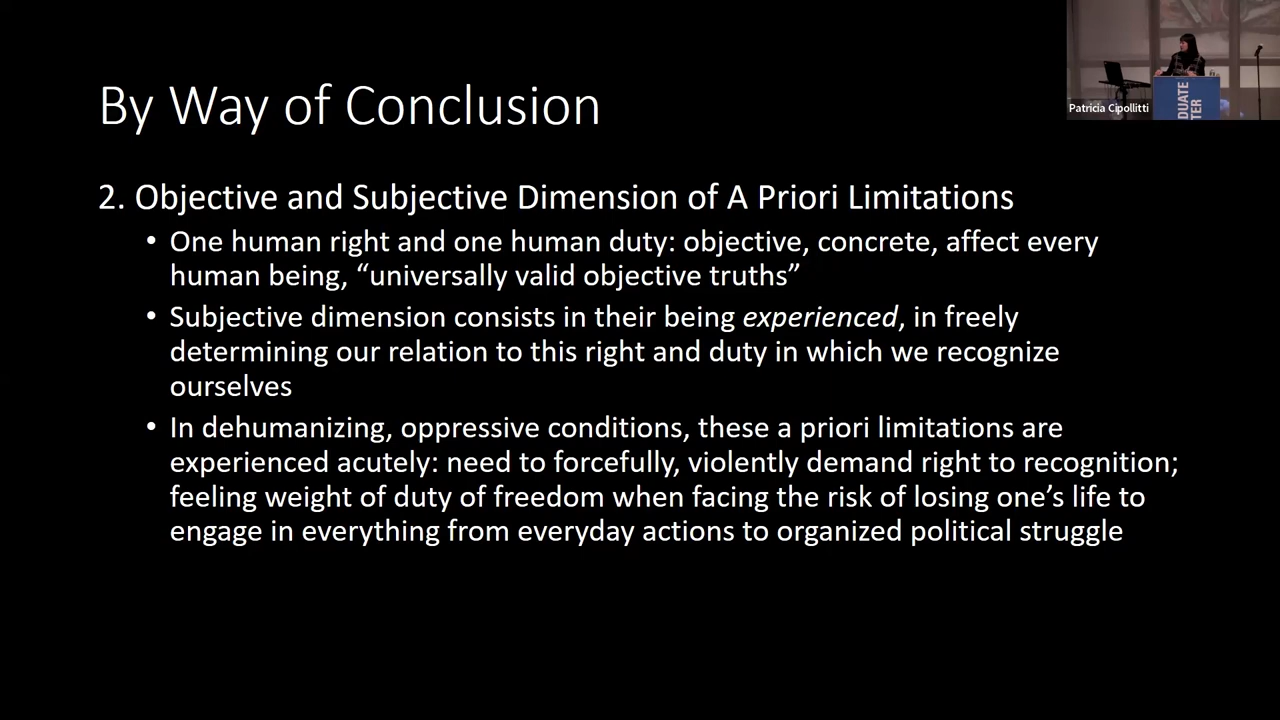 By Way of Conclusion
2. Objective and Subjective Dimension of A Priori Limitations
• One human right and one human duty: objective, concrete, affect every
human being, “universally valid objective truths”
• Subjective dimension consists in their being experienced, in freely
determining our relation to this right and duty in which we recognize
ourselves
• In dehumanizing, oppressive conditions, these a priori limitations are
experienced acutely: need to forcefully, violently demand right to recognition;
feeling weight of duty of freedom when facing the risk of losing one’s life to
engage in everything from everyday actions to organized political struggle
Patricia Cipollitti
DUATE
TER